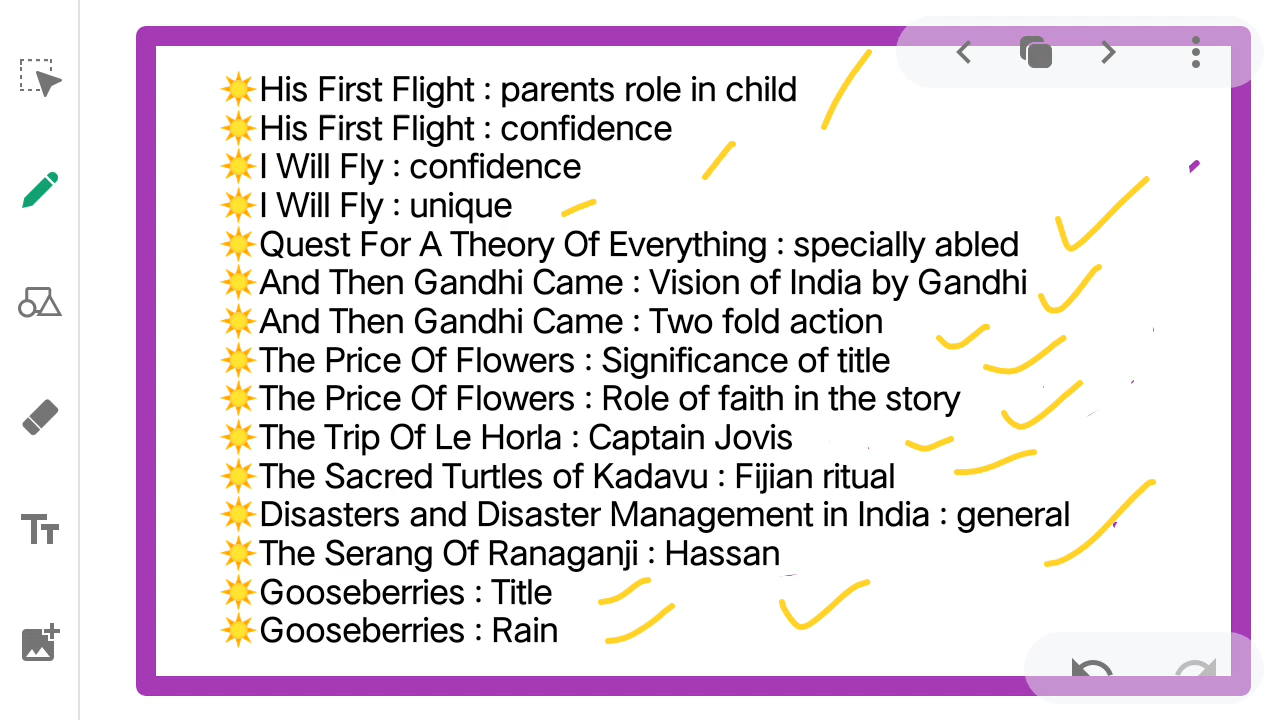 His First Flight : parents role in child
His First Flight : confidence
I Will Fly : confidence
I Will Fly : unique
Quest For A Theory Of Everything : specially abled
And Then Gandhi Came : Vision of India by Gandhi
And Then Gandhi Came : Two fold action
The Price Of Flowers : Significance of title
The Price Of Flowers : Role of faith in the story
The Trip Of Le Horla : Captain Jovis
The Sacred Turtles of Kadavu : Fijian ritual
Disasters and Disaster Management in India : general
The Serang Of Ranaganji : Hassan
Gooseberries : Title
Gooseberries : Rain